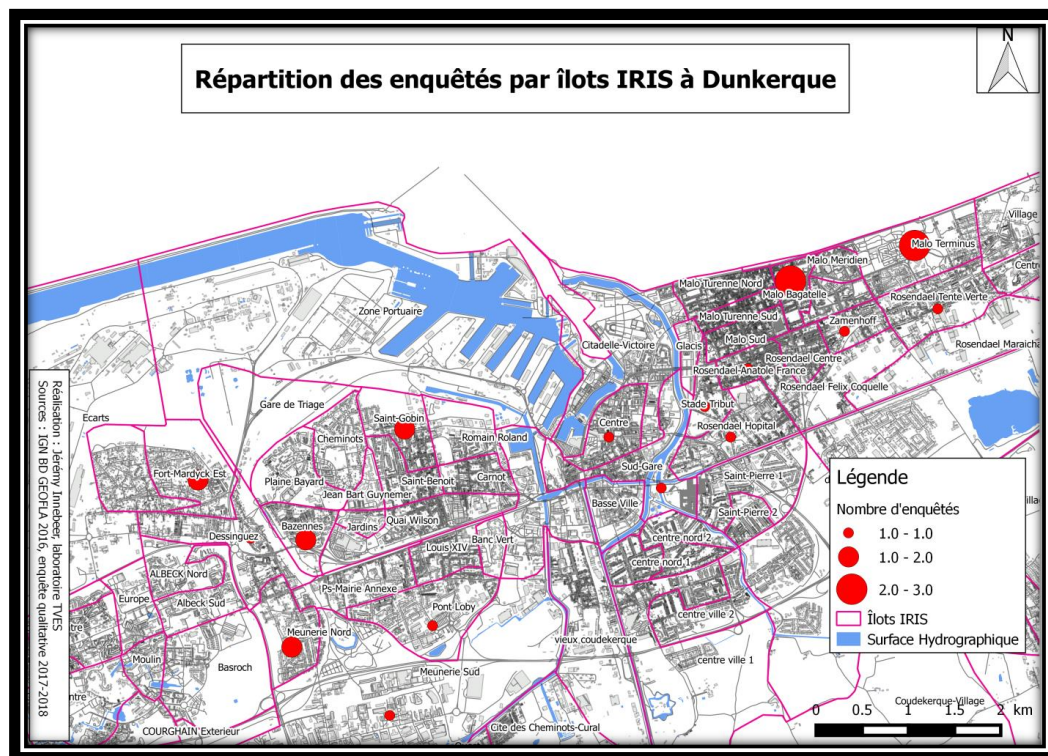 Répartition des enquêtés par îlots IRIS à Dunkerque
N
Village
Malo Terminus
Malo Meridien
Malo Turenne Nord
Malo Bagatelle
Centre
Rosendael Tente Verte
Zone Portuaire
Malo Turenne Sud
Zamenhoff
Citadelle-Victoire
Glacis
Malo Sud
Rosendael Maraicha
Rosendael Centre
Rosendael-Anatole France
Rosendael Felix Coquelle
Gare de Triage
Stade Tribut
Ecarts
Saint-Gobin
Centre
Rosendael Hopital
Cheminots
Romain Roland
Fort-Mardyck Est
Sud-Gare
Plaine Bayard
Saint-Benoit
Carnot
Saint-Pierre 1
Jean Bart Guynemer
Basse Ville
Saint-Pierre 2
Quai Wilson
Bazennes
Jardins
Dessinguez
centre nord 2
Banc Vert
Louis XIV
centre nord 1
ALBECK Nord
Ps-Mairie Annexe
Europe
Albeck Sud
Pont Loby
centre ville 2
Meunerie Nord
vieux coudekerque
Moulin
Basroch
centre ville 1
Meunerie Sud
Coudekerque-Village
ntre
Cite des Cheminots-Cural
COURGHAIN Exterieur
Légende
Nombre d'enquêtés
1.0 - 1.0
1.0 - 2.0
2.0 - 3.0
Îlots IRIS
Surface Hydrographique
0 0.5 1 1.5 2 km
Réalisation : Jérémy Innebeer, laboratoire TVES
Sources : IGN BD GEOFLA 2016, enquête qualitative 2017-2018